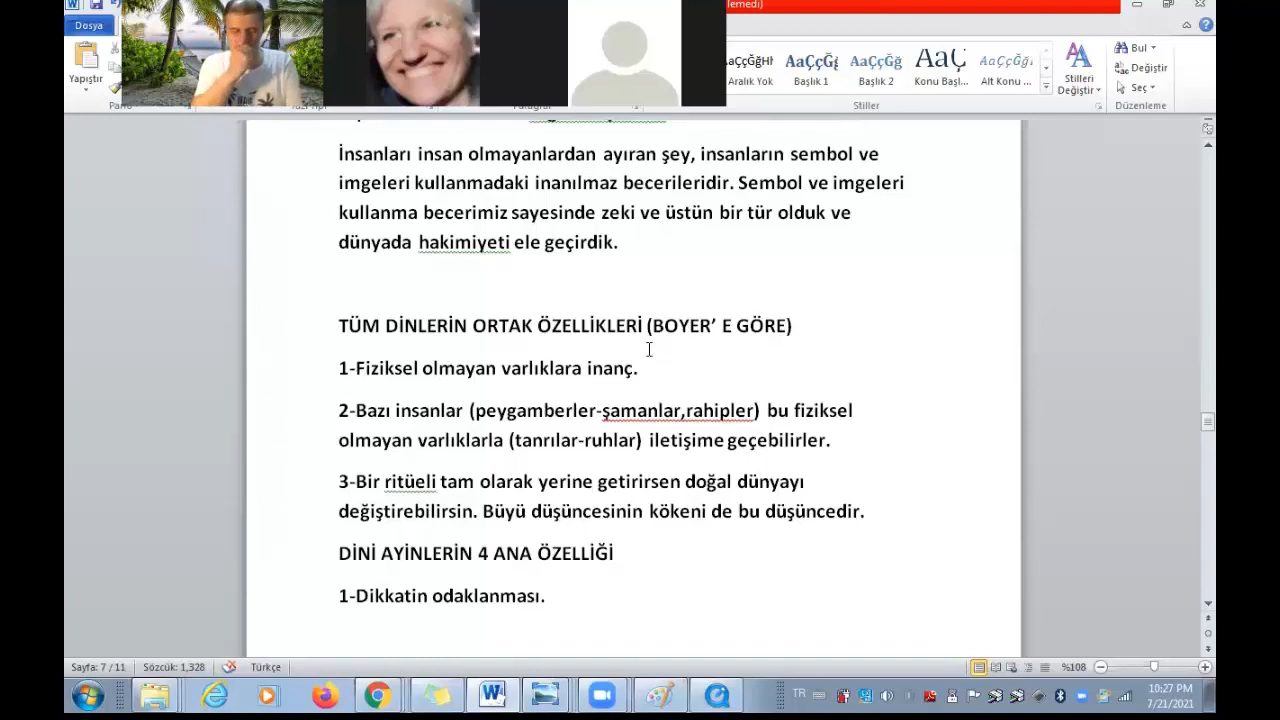 lemedi)
Dosya
Yapıştır
Aralık Yok
AaÇçĞğ
Başlık 1
AaÇçĞğ
Başlık 2
AaÇ
Konu Başl...
AaÇçĞğ
Alt Konu ...
Stilleri
Değiştir
Bul
Değiştir
Seç
Stiller
Düzenleme
İnsanları insan olmayanlardan ayıran şey, insanların sembol ve
imgeleri kullanmadaki inanılmaz becerileridir. Sembol ve imgeleri
kullanma becerimiz sayesinde zeki ve üstün bir tür olduk ve
dünyada hakimiyeti ele geçirdik.
TÜM DİNLERİN ORTAK ÖZELLİKLERİ (BOYER’ E GÖRE)
1-Fiziksel olmayan varlıklara inanç.
2-Bazı insanlar (peygamberler-şamanlar,rahipler) bu fiziksel
olmayan varlıklarla (tanrılar-ruhlar) iletişime geçebilirler.
3-Bir ritüeli tam olarak yerine getirirsen doğal dünyayı
değiştirebilirsin. Büyü düşüncesinin kökeni de bu düşüncedir.
DİNİ AYİNLERİN 4 ANA ÖZELLİĞİ
1-Dikkatin odaklanması.
Sayfa: 7 / 11 Sözcük: 1,328 Türkçe %108
TR
10:27 PM
7/21/2021